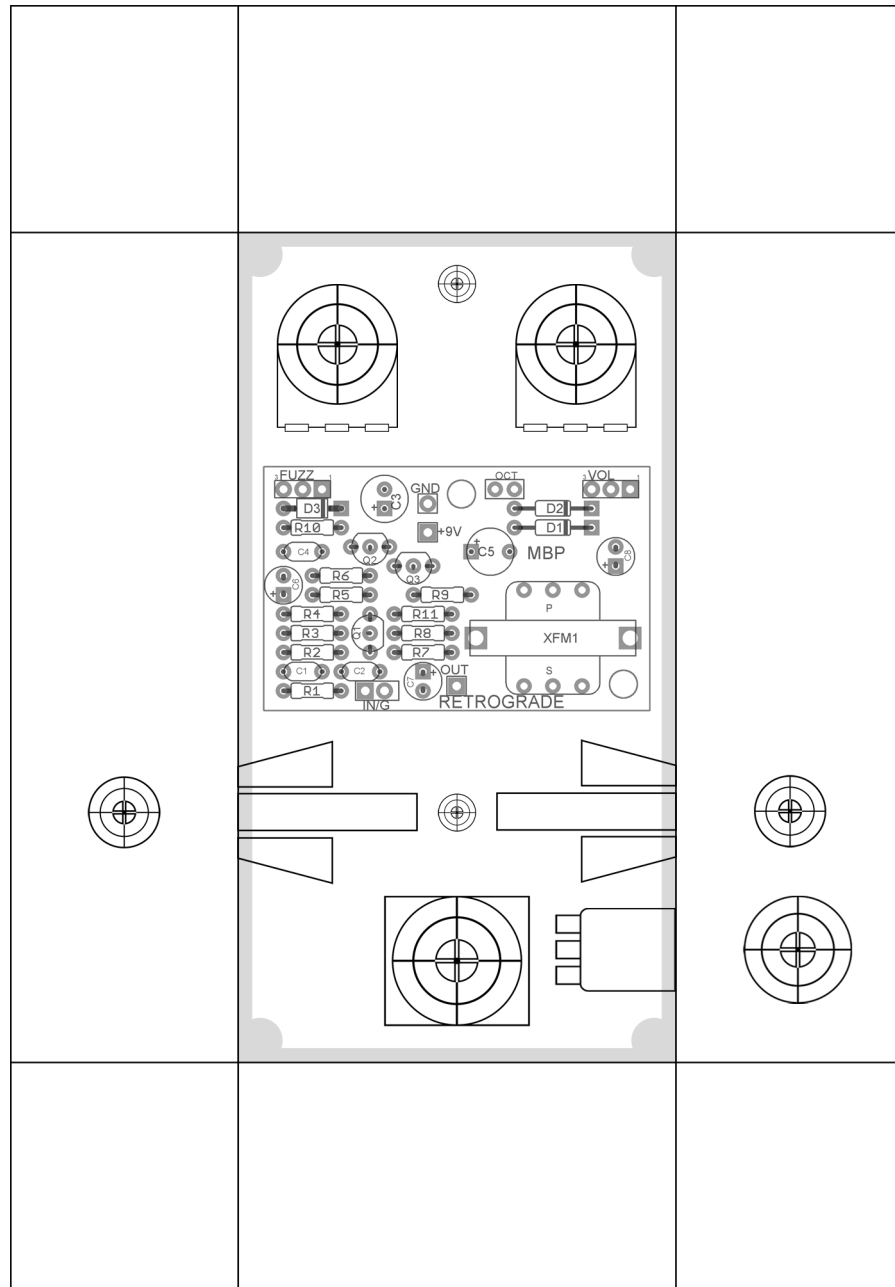 3 FUZZ 1
OCT
3 VOL 1
GND
C3
+
D3
D2
R10
+9V
D1
C4
Q2
+
C5
MBP
C8
+
Q3
R6
C6
+
R5
R9
R4
R11
P
R3
Q1
R8
XFM1
R2
R7
C1
C2
+
OUT
S
C7
R1
IN/G
RETROGRADE